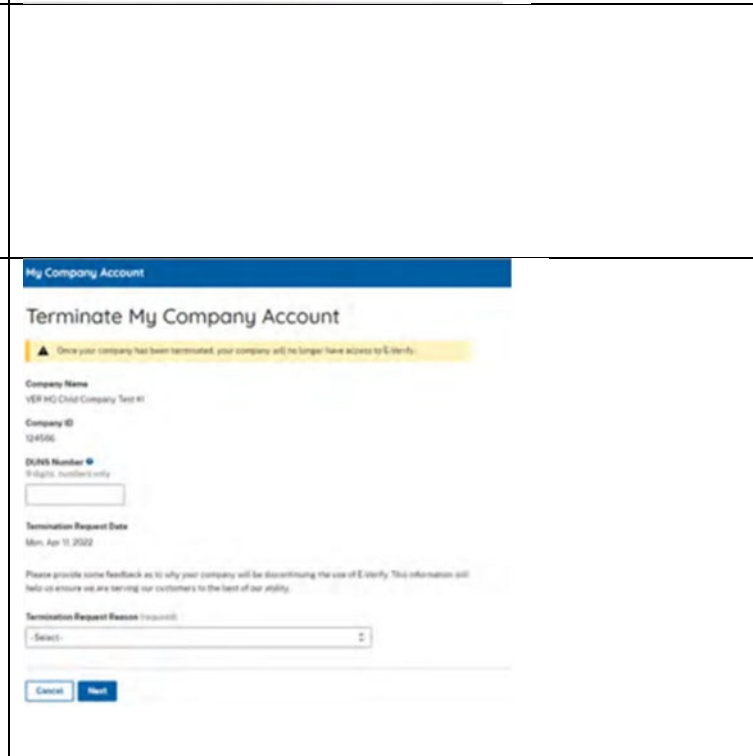 My Company Account
Terminate My Company Account
Once your company has been terminated, your company will no longer have access to E-Verify.
Company Name
VER HQ Child Company Test #1
Company ID
124566
DUNS Number
9 digits, numbers only
Termination Request Date
Mon, Apr 11, 2022
Please provide some feedback as to why your company will be discontinuing the use of E-Verify. This information will
help us ensure we are serving our customers to the best of our ability.
Termination Request Reason (required)
-Select-
Cancel Next